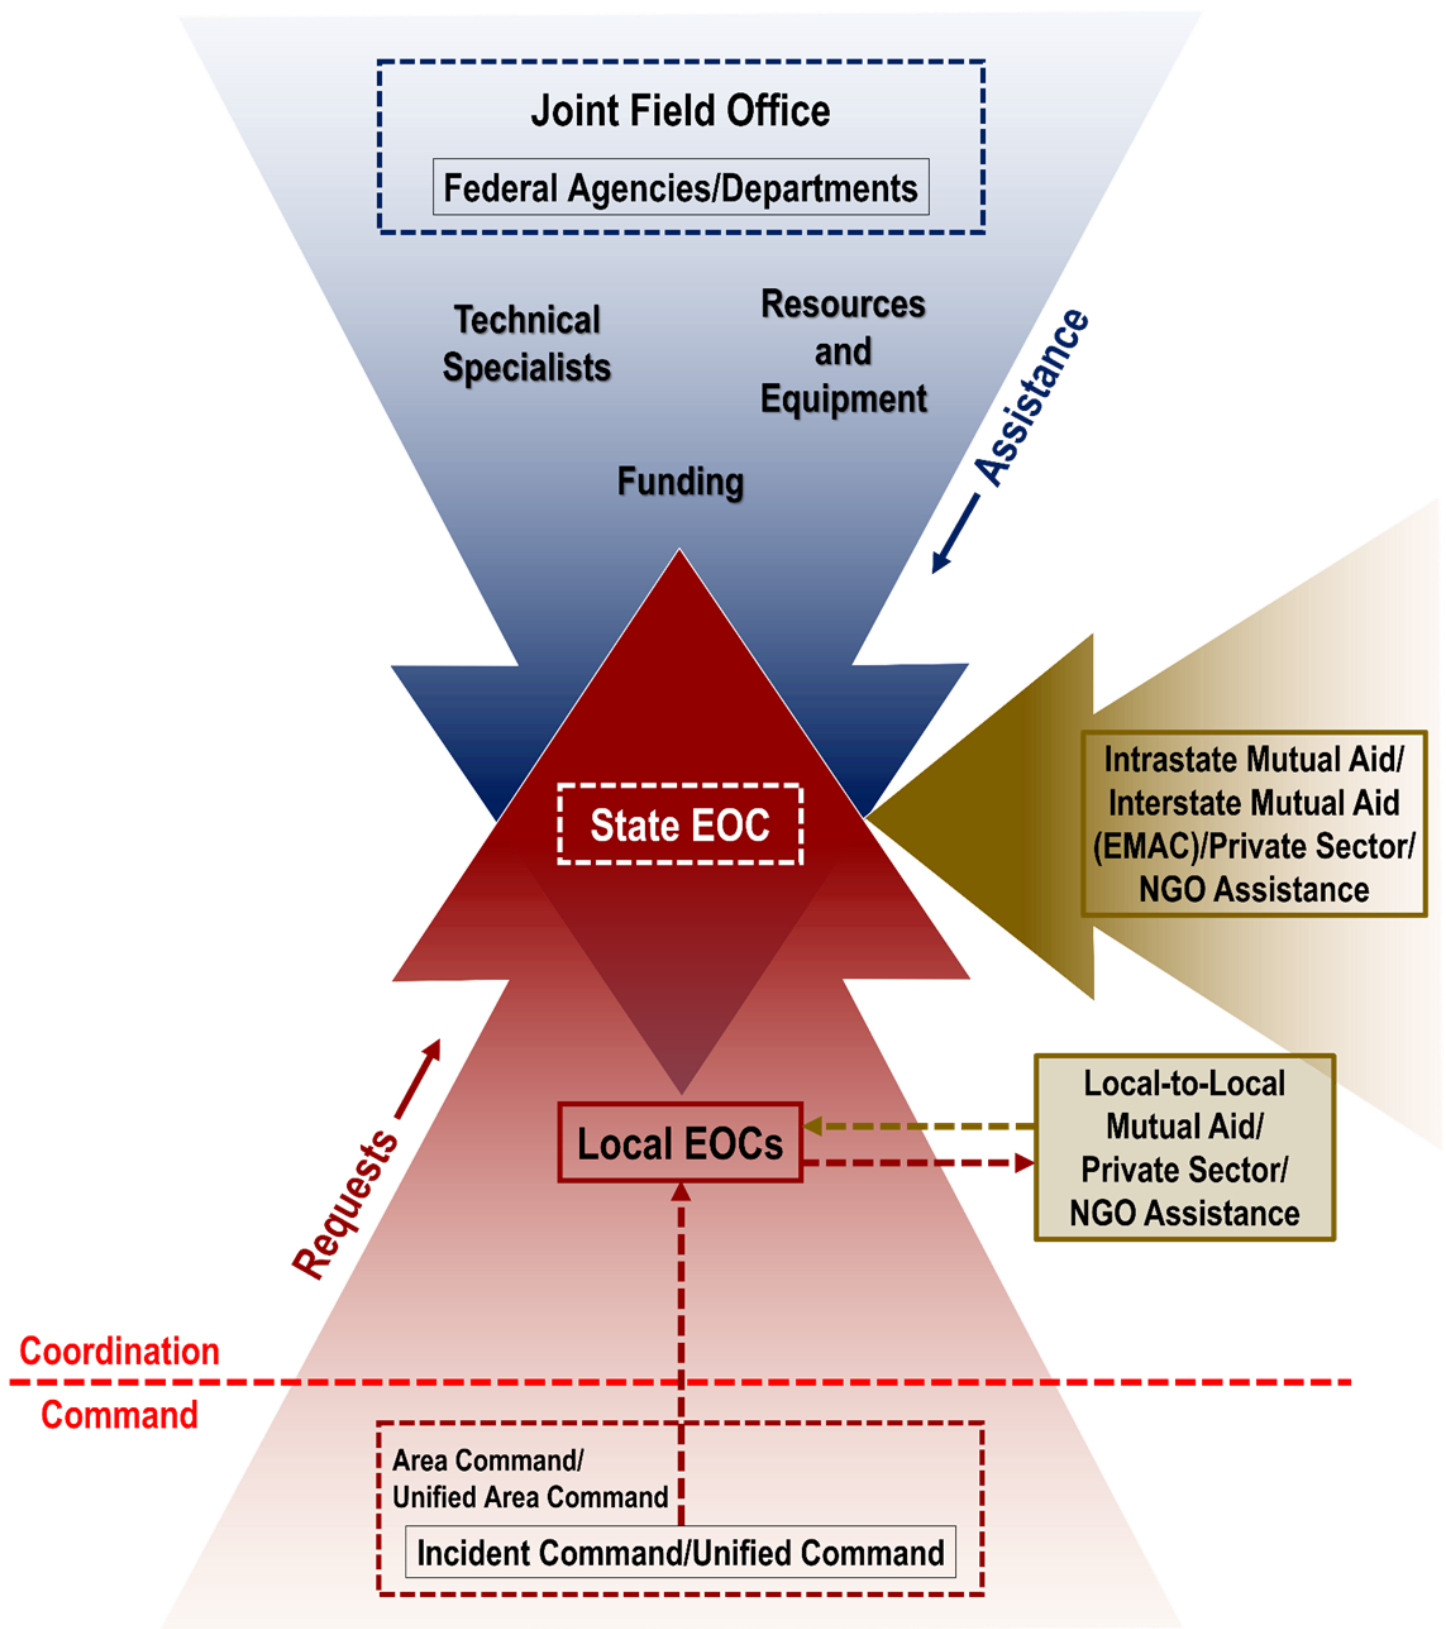 Joint Field Office
Federal Agencies/Departments
Technical
Specialists
Resources
and
Equipment
Funding
Assistance
State EOC
Intrastate Mutual Aid/
Interstate Mutual Aid
(EMAC)/Private Sector/
NGO Assistance
Local EOCs
Local-to-Local
Mutual Aid/
Private Sector/
NGO Assistance
Requests
Coordination
Command
Area Command/
Unified Area Command
Incident Command/Unified Command